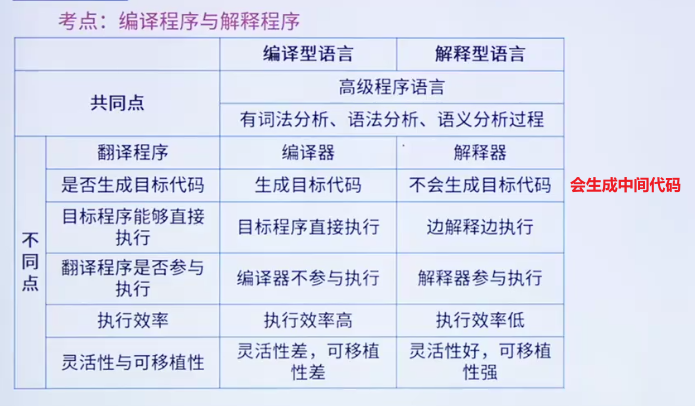 考点：编译程序与解释程序
编译型语言 解释型语言
共同点
高级程序语言
有词法分析、语法分析、语义分析过程
不同点
翻译程序 编译器 解释器
是否生成目标代码 生成目标代码 不会生成目标代码 会生成中间代码
目标程序能够直接
执行
目标程序直接执行 边解释边执行
翻译程序是否参与
执行
编译器不参与执行 解释器参与执行
执行效率 执行效率高 执行效率低
灵活性与可移植性
灵活性差，可移植
性差
灵活性好，可移植
性强